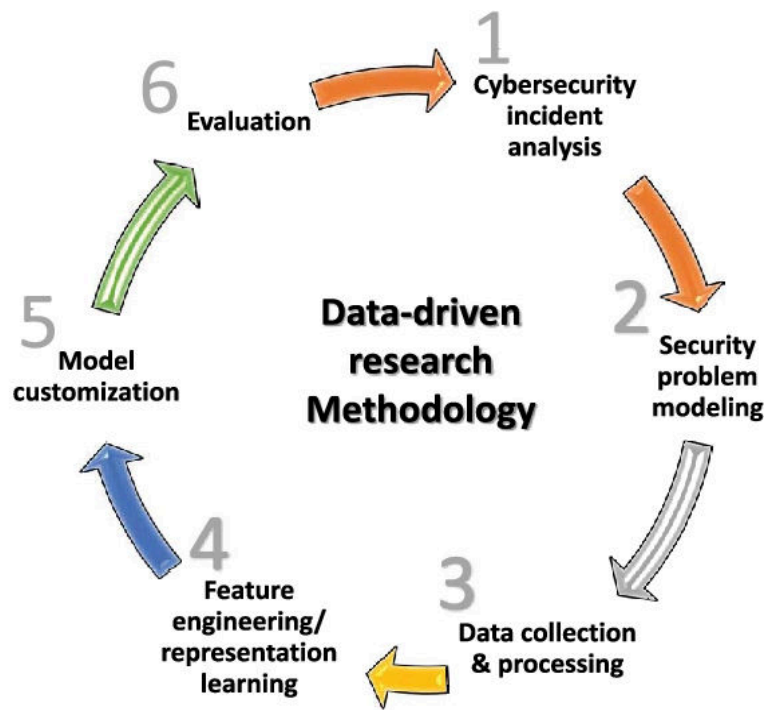 1
Cybersecurity
incident
analysis
2
Security
problem
modeling
3
Data collection
& processing
4
Feature
engineering/
representation
learning
5
Model
customization
6
Evaluation
Data-driven
research
Methodology